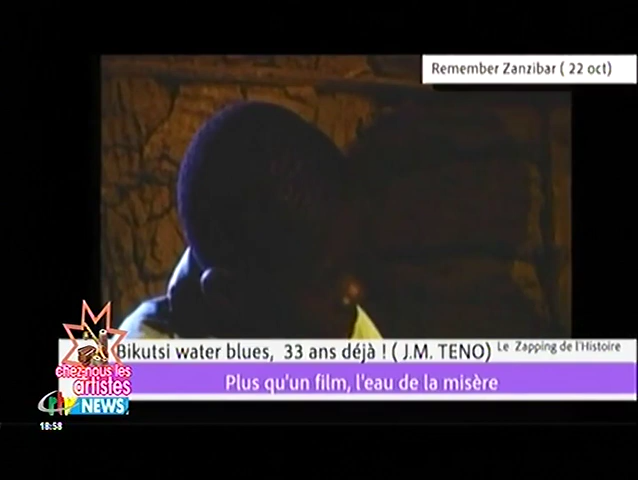 Remember Zanzibar ( 22 oct)
Bikutsi water blues, 33 ans déjà ! ( J.M. TENO)
Le Zapping de l'Histoire
Plus qu'un film, l'eau de la misère
chez-nous les
artistes
crtv NEWS
18:58